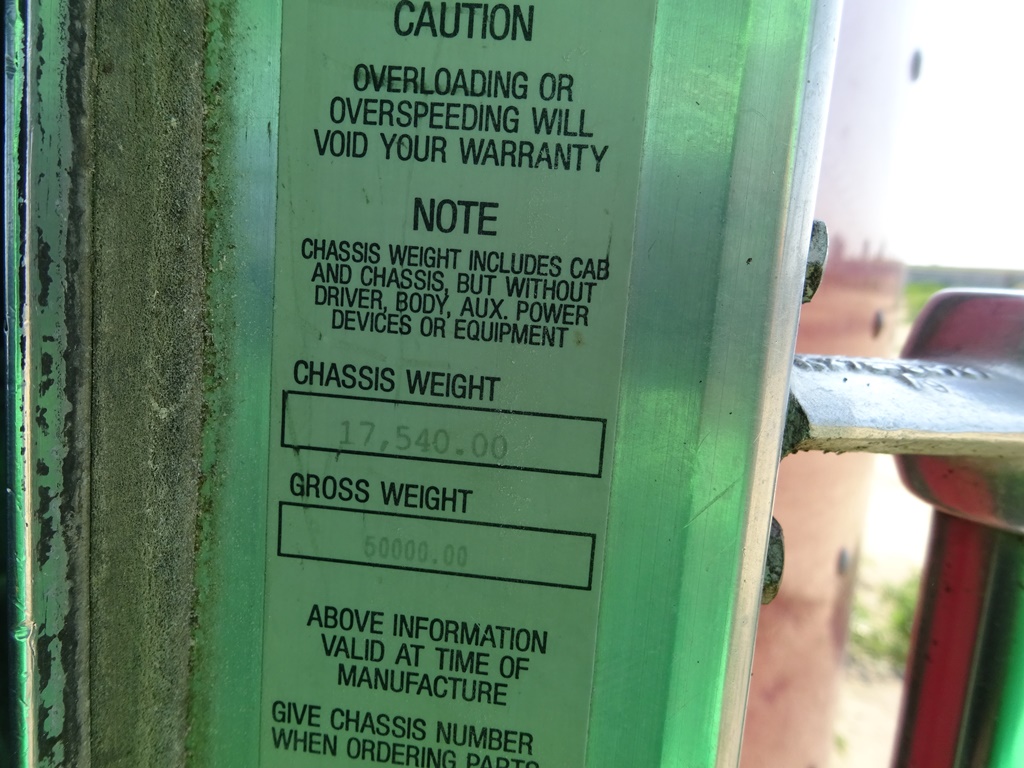 CAUTION
OVERLOADING OR
OVERSPEEDING WILL
VOID YOUR WARRANTY
NOTE
CHASSIS WEIGHT INCLUDES CAB
AND CHASSIS, BUT WITHOUT
DRIVER, BODY, AUX. POWER
DEVICES OR EQUIPMENT
CHASSIS WEIGHT
17,540.00
GROSS WEIGHT
50000.00
ABOVE INFORMATION
VALID AT TIME OF
MANUFACTURE
GIVE CHASSIS NUMBER
WHEN ORDERING PARTS